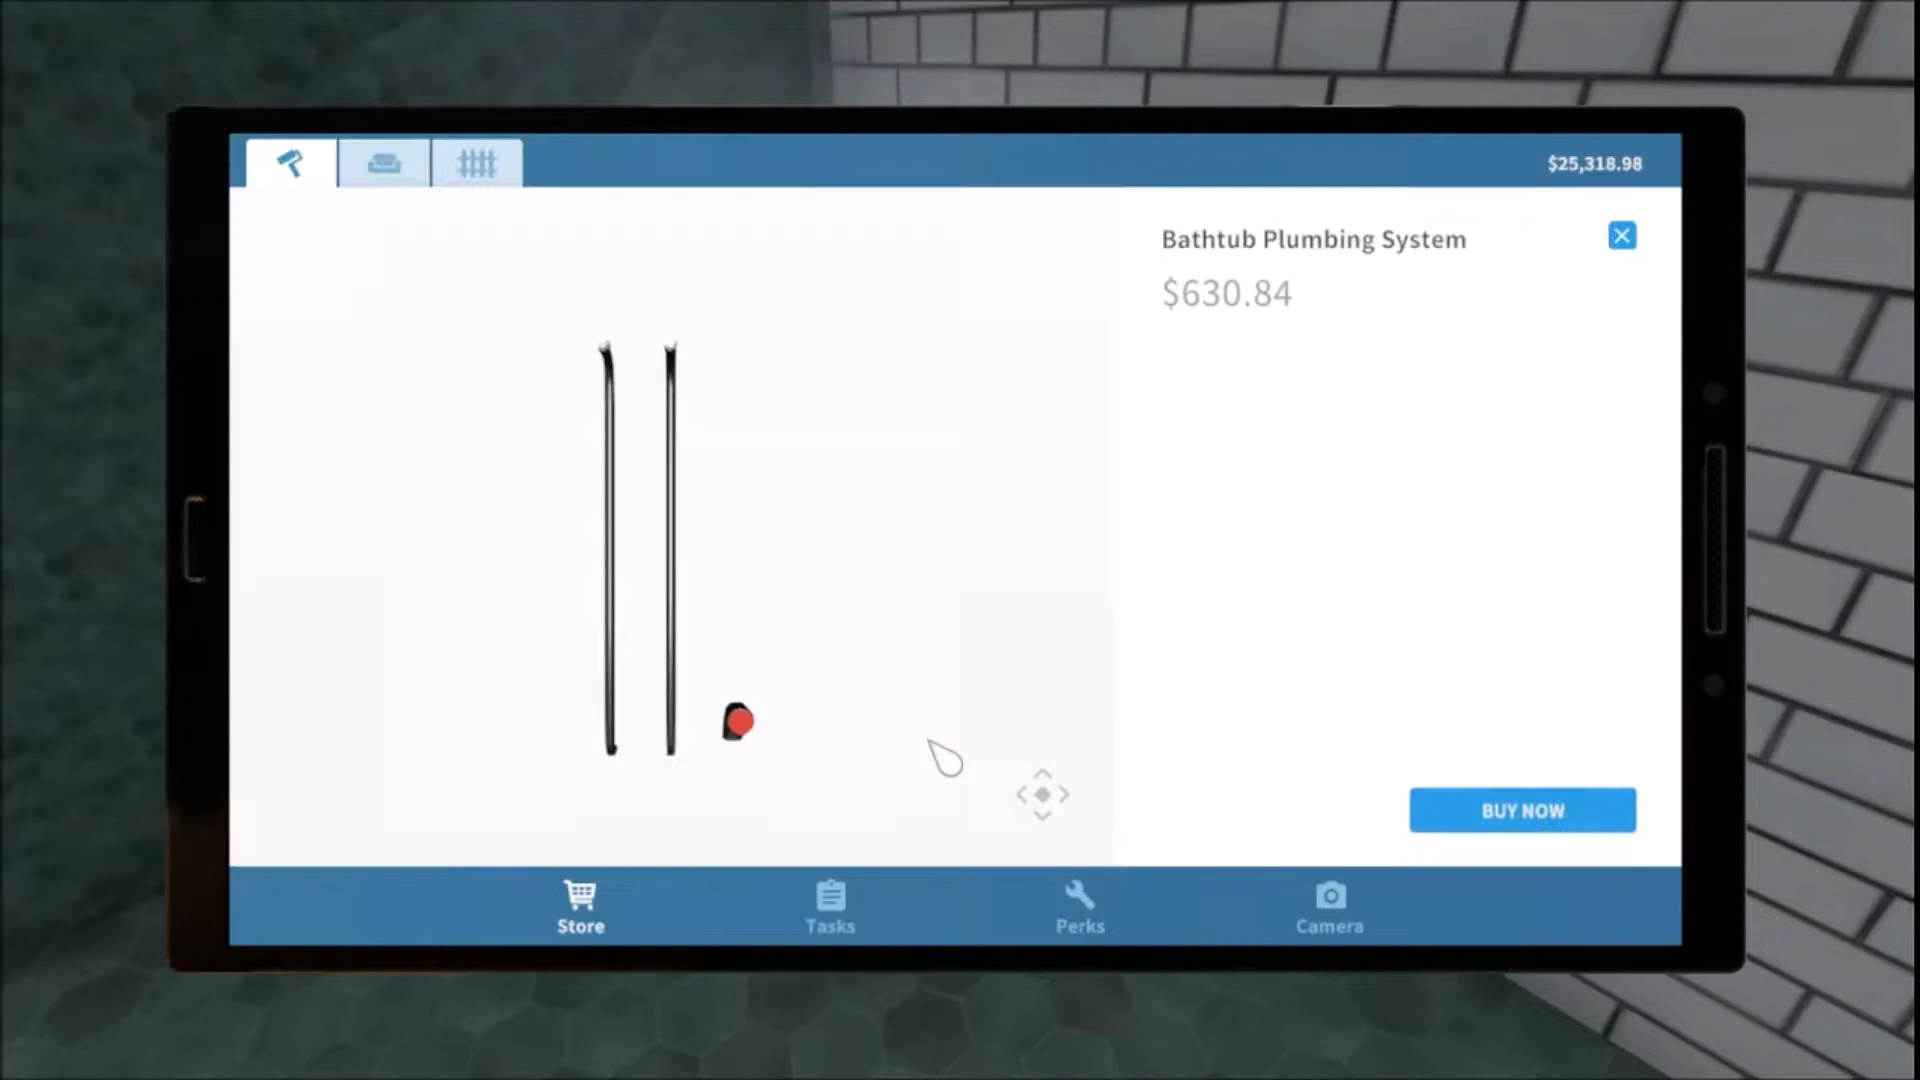 $25,318.98
Bathtub Plumbing System
$630.84
BUY NOW
Store
Tasks
Perks
Camera